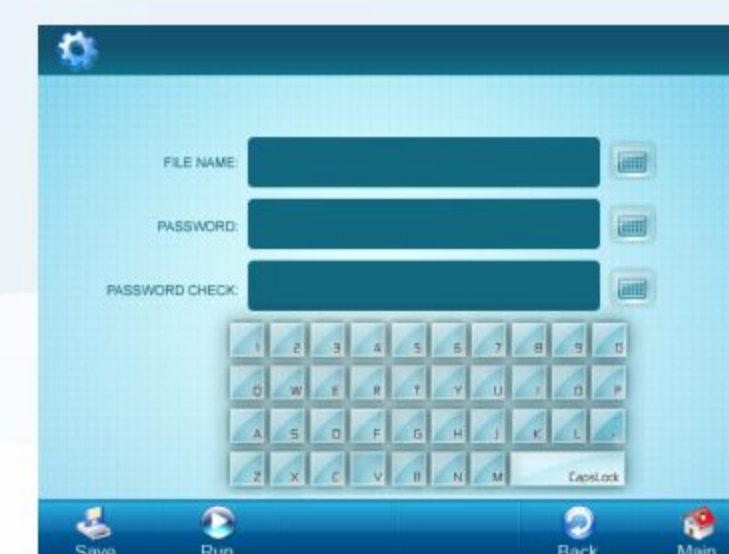 FILE NAME:
PASSWORD:
PASSWORD CHECK:
1 2 3 4 5 6 7 8 9 0
Q W E R T Y U I O P
A S D F G H J K L
Z X C V B N M CapsLock
Save Run Back Main